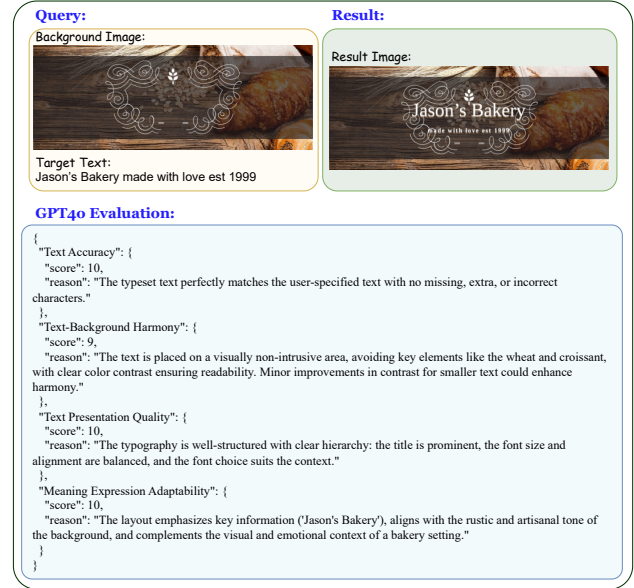 Query:
Result:
Background Image:
Target Text:
Jason's Bakery made with love est 1999
Result Image:
Jason's Bakery
made with love est 1999
GPT4o Evaluation:
{
"Text Accuracy": {
"score": 10,
"reason": "The typeset text perfectly matches the user-specified text with no missing, extra, or incorrect
characters."
},
"Text-Background Harmony": {
"score": 9,
"reason": "The text is placed on a visually non-intrusive area, avoiding key elements like the wheat and croissant,
with clear color contrast ensuring readability. Minor improvements in contrast for smaller text could enhance
harmony."
},
"Text Presentation Quality": {
"score": 10,
"reason": "The typography is well-structured with clear hierarchy: the title is prominent, the font size and
alignment are balanced, and the font choice suits the context."
},
"Meaning Expression Adaptability": {
"score": 10,
"reason": "The layout emphasizes key information ('Jason's Bakery'), aligns with the rustic and artisanal tone of
the background, and complements the visual and emotional context of a bakery setting."
}
}